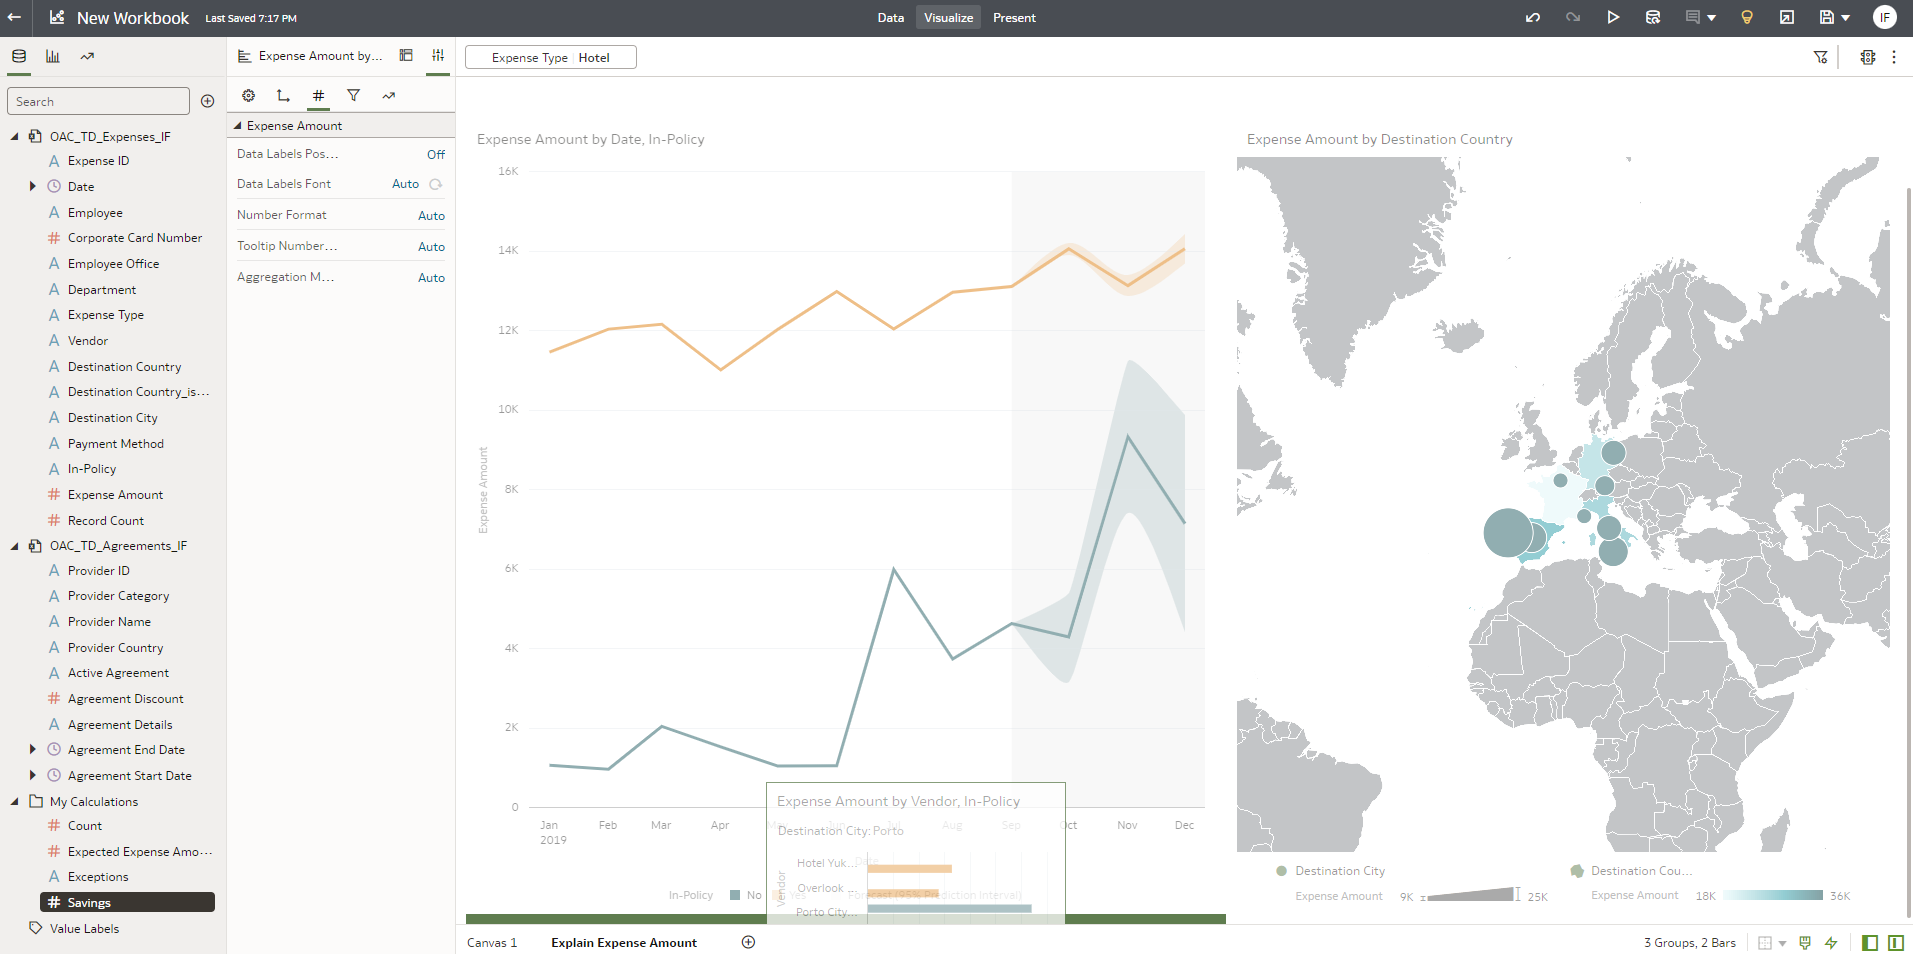 New Workbook
Last Saved 7:17 PM
Data
Visualize
Present
IF
Search
OAC_TD_Expenses_IF
A Expense ID
Date
A Employee
# Corporate Card Number
A Employee Office
A Department
A Expense Type
A Vendor
A Destination Country
A Destination Country_is...
A Destination City
A Payment Method
A In-Policy
# Expense Amount
# Record Count
OAC_TD_Agreements_IF
A Provider ID
A Provider Category
A Provider Name
A Provider Country
A Active Agreement
# Agreement Discount
A Agreement Details
Agreement End Date
Agreement Start Date
My Calculations
# Count
# Expected Expense Amo...
A Exceptions
# Savings
Value Labels
Expense Amount by...
#
Expense Amount
Data Labels Pos... Off
Data Labels Font Auto
Number Format Auto
Tooltip Number... Auto
Aggregation M... Auto
Expense Type Hotel
Expense Amount by Date, In-Policy
Expense Amount
16K
14K
12K
10K
8K
6K
4K
2K
0
Jan Feb Mar Apr May Jun Jul Aug Sep Oct Nov Dec
2019
Date
In-Policy No Yes Forecast (95% Prediction Interval)
Expense Amount by Vendor, In-Policy
Destination City: Porto
Vendor
Hotel Yuk...
Overlook ...
Porto City...
Expense Amount by Destination Country
Destination City
Expense Amount 9K 25K
Destination Cou...
Expense Amount 18K 36K
Canvas 1
Explain Expense Amount
3 Groups, 2 Bars